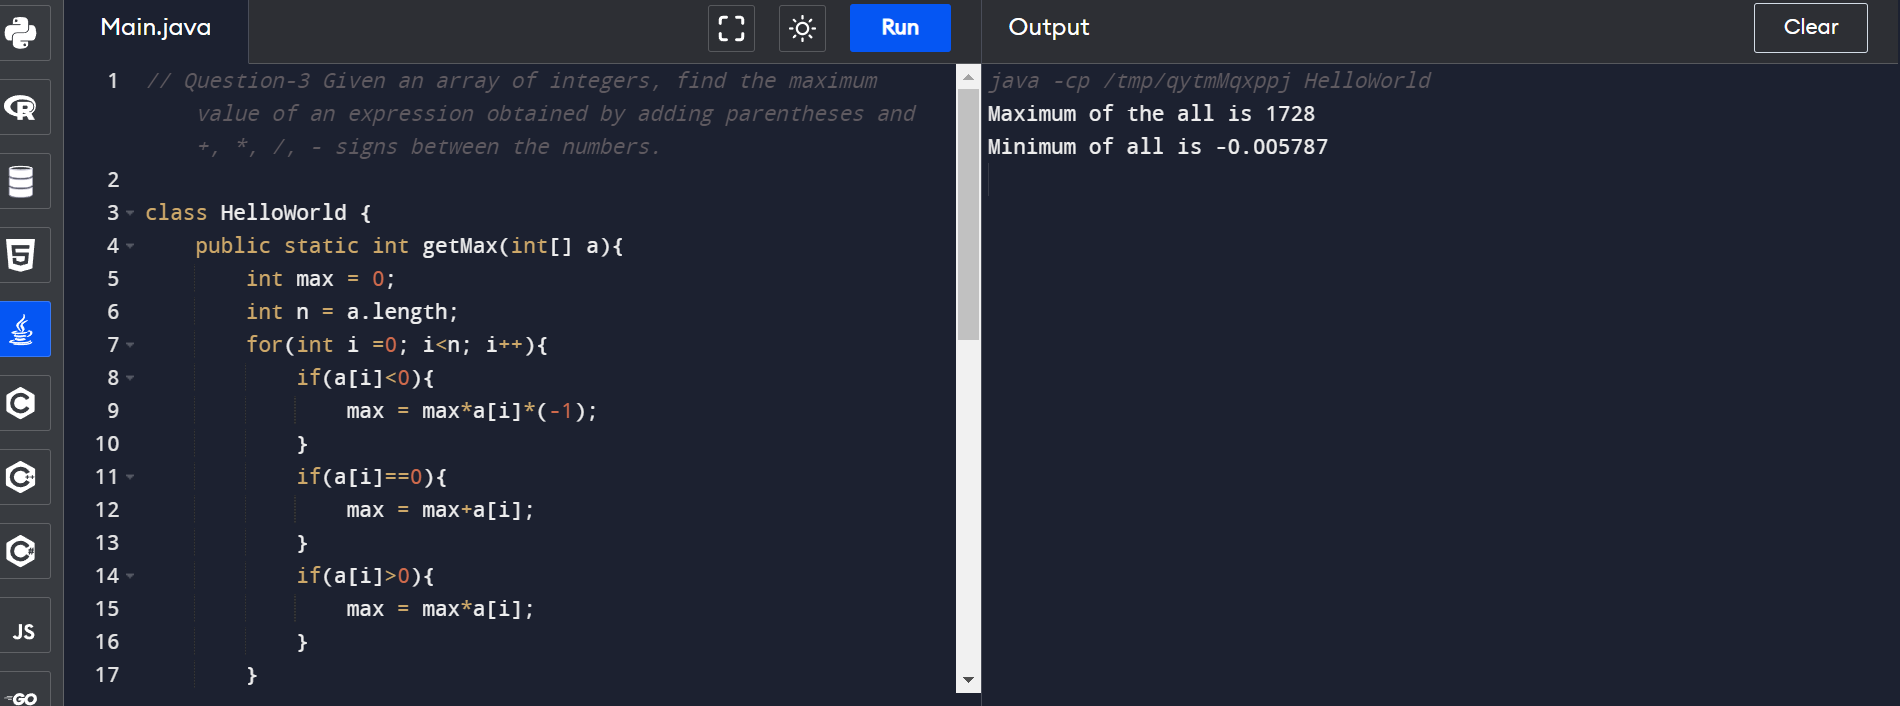 Main.java
Run
Output
Clear
1 // Question-3 Given an array of integers, find the maximum
value of an expression obtained by adding parentheses and
+, *, /, - signs between the numbers.
2
3 class HelloWorld {
4 public static int getMax(int[] a){
5 int max = 0;
6 int n = a.length;
7 for(int i =0; i<n; i++){
8 if(a[i]<0){
9 max = max*a[i]*(-1);
10 }
11 if(a[i]==0){
12 max = max+a[i];
13 }
14 if(a[i]>0){
15 max = max*a[i];
16 }
17 }
java -cp /tmp/qytmMqxppj HelloWorld
Maximum of the all is 1728
Minimum of all is -0.005787
R
5
C
C++
C#
JS
GO